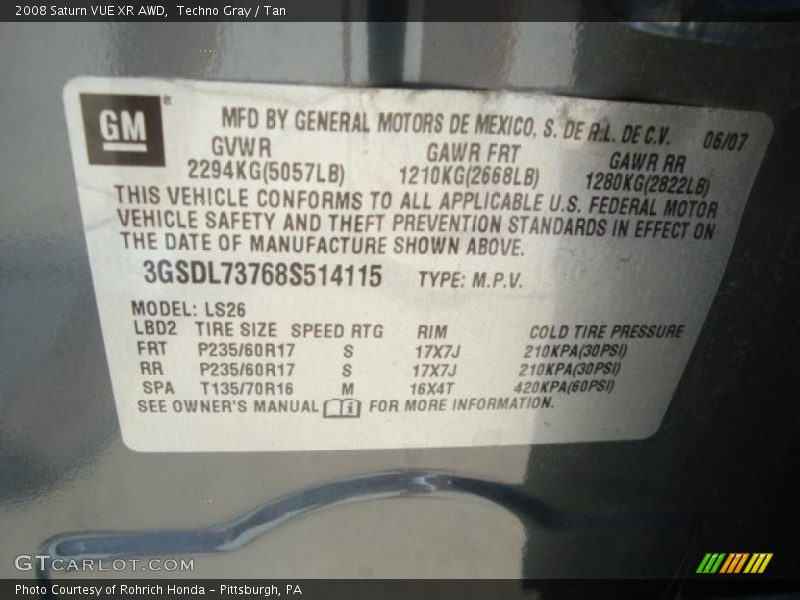 2008 Saturn VUE XR AWD, Techno Gray / Tan
GM ®
MFD BY GENERAL MOTORS DE MEXICO, S. DE R.L. DE C.V. 06/07
GVWR GAWR FRT GAWR RR
2294KG(5057LB) 1210KG(2668LB) 1280KG(2822LB)
THIS VEHICLE CONFORMS TO ALL APPLICABLE U.S. FEDERAL MOTOR
VEHICLE SAFETY AND THEFT PREVENTION STANDARDS IN EFFECT ON
THE DATE OF MANUFACTURE SHOWN ABOVE.
3GSDL73768S514115 TYPE: M.P.V.
MODEL: LS26
LBD2 TIRE SIZE SPEED RTG RIM COLD TIRE PRESSURE
FRT P235/60R17 S 17X7J 210KPA(30PSI)
RR P235/60R17 S 17X7J 210KPA(30PSI)
SPA T135/70R16 M 16X4T 420KPA(60PSI)
SEE OWNER'S MANUAL FOR MORE INFORMATION.
GTCARLOT.COM
Photo Courtesy of Rohrich Honda - Pittsburgh, PA